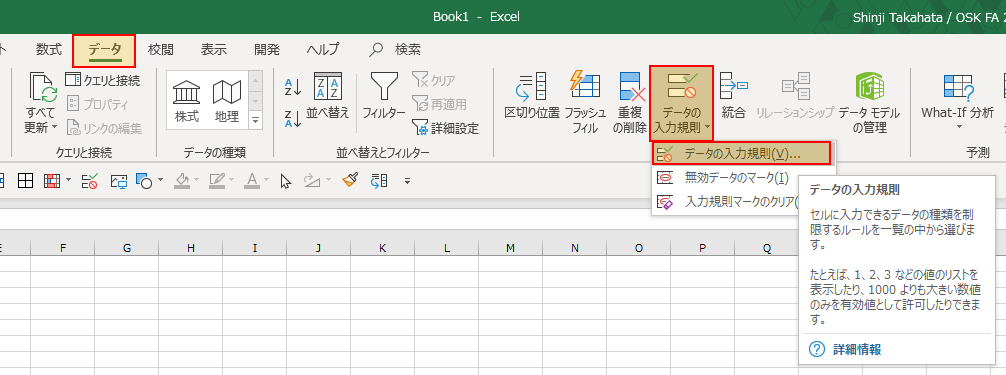 Book1 - Excel
Shinji Takahata / OSK FA 2
ト 数式 データ 校閲 表示 開発 ヘルプ 検索
すべて更新
クエリと接続
プロパティ
リンクの編集
クエリと接続
株式 地理
データの種類
並べ替え
フィルター
クリア
再適用
詳細設定
並べ替えとフィルター
区切り位置
フラッシュ
フィル
重複
の削除
データの
入力規則
統合
リレーションシップ
データ モデル
の管理
What-If 分析
予測
データの入力規則(V)...
無効データのマーク(I)
入力規則マークのクリア(
データの入力規則
セルに入力できるデータの種類を制
限するルールを一覧の中から選びま
す。
たとえば、1、2、3 などの値のリストを
表示したり、1000 よりも大きい数値
のみを有効値として許可したりできま
す。
詳細情報
E F G H I J K L M N O P Q